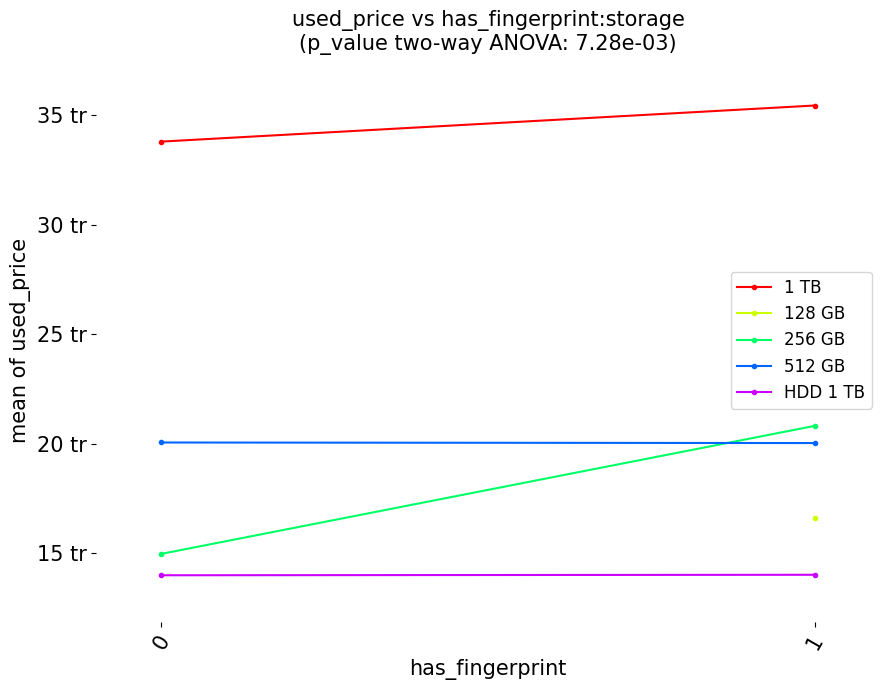 used_price vs has_fingerprint:storage
(p_value two-way ANOVA: 7.28e-03)
35 tr
30 tr
25 tr
20 tr
15 tr
mean of used_price
1 TB
128 GB
256 GB
512 GB
HDD 1 TB
0
1
has_fingerprint